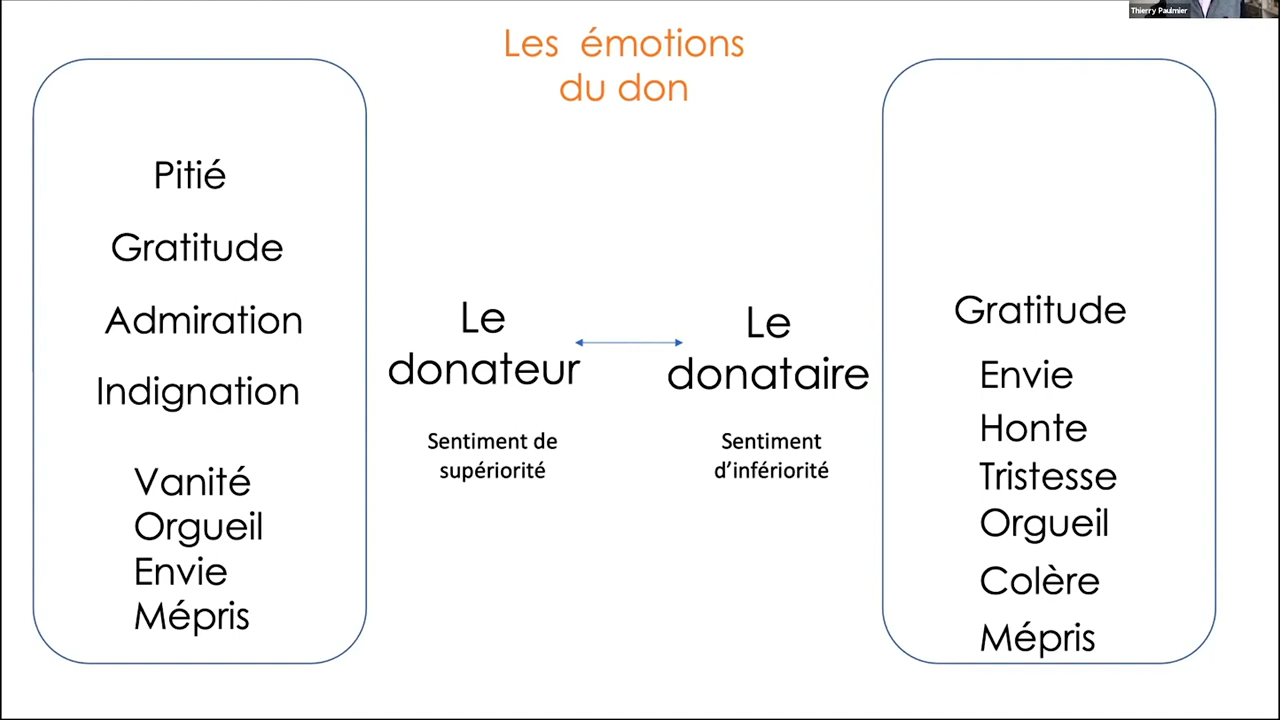 Thierry Paulmier
Les émotions
du don
Pitié
Gratitude
Admiration
Indignation
Vanité
Orgueil
Envie
Mépris
Le
donateur
Sentiment de
supériorité
Le
donataire
Sentiment
d'infériorité
Gratitude
Envie
Honte
Tristesse
Orgueil
Colère
Mépris